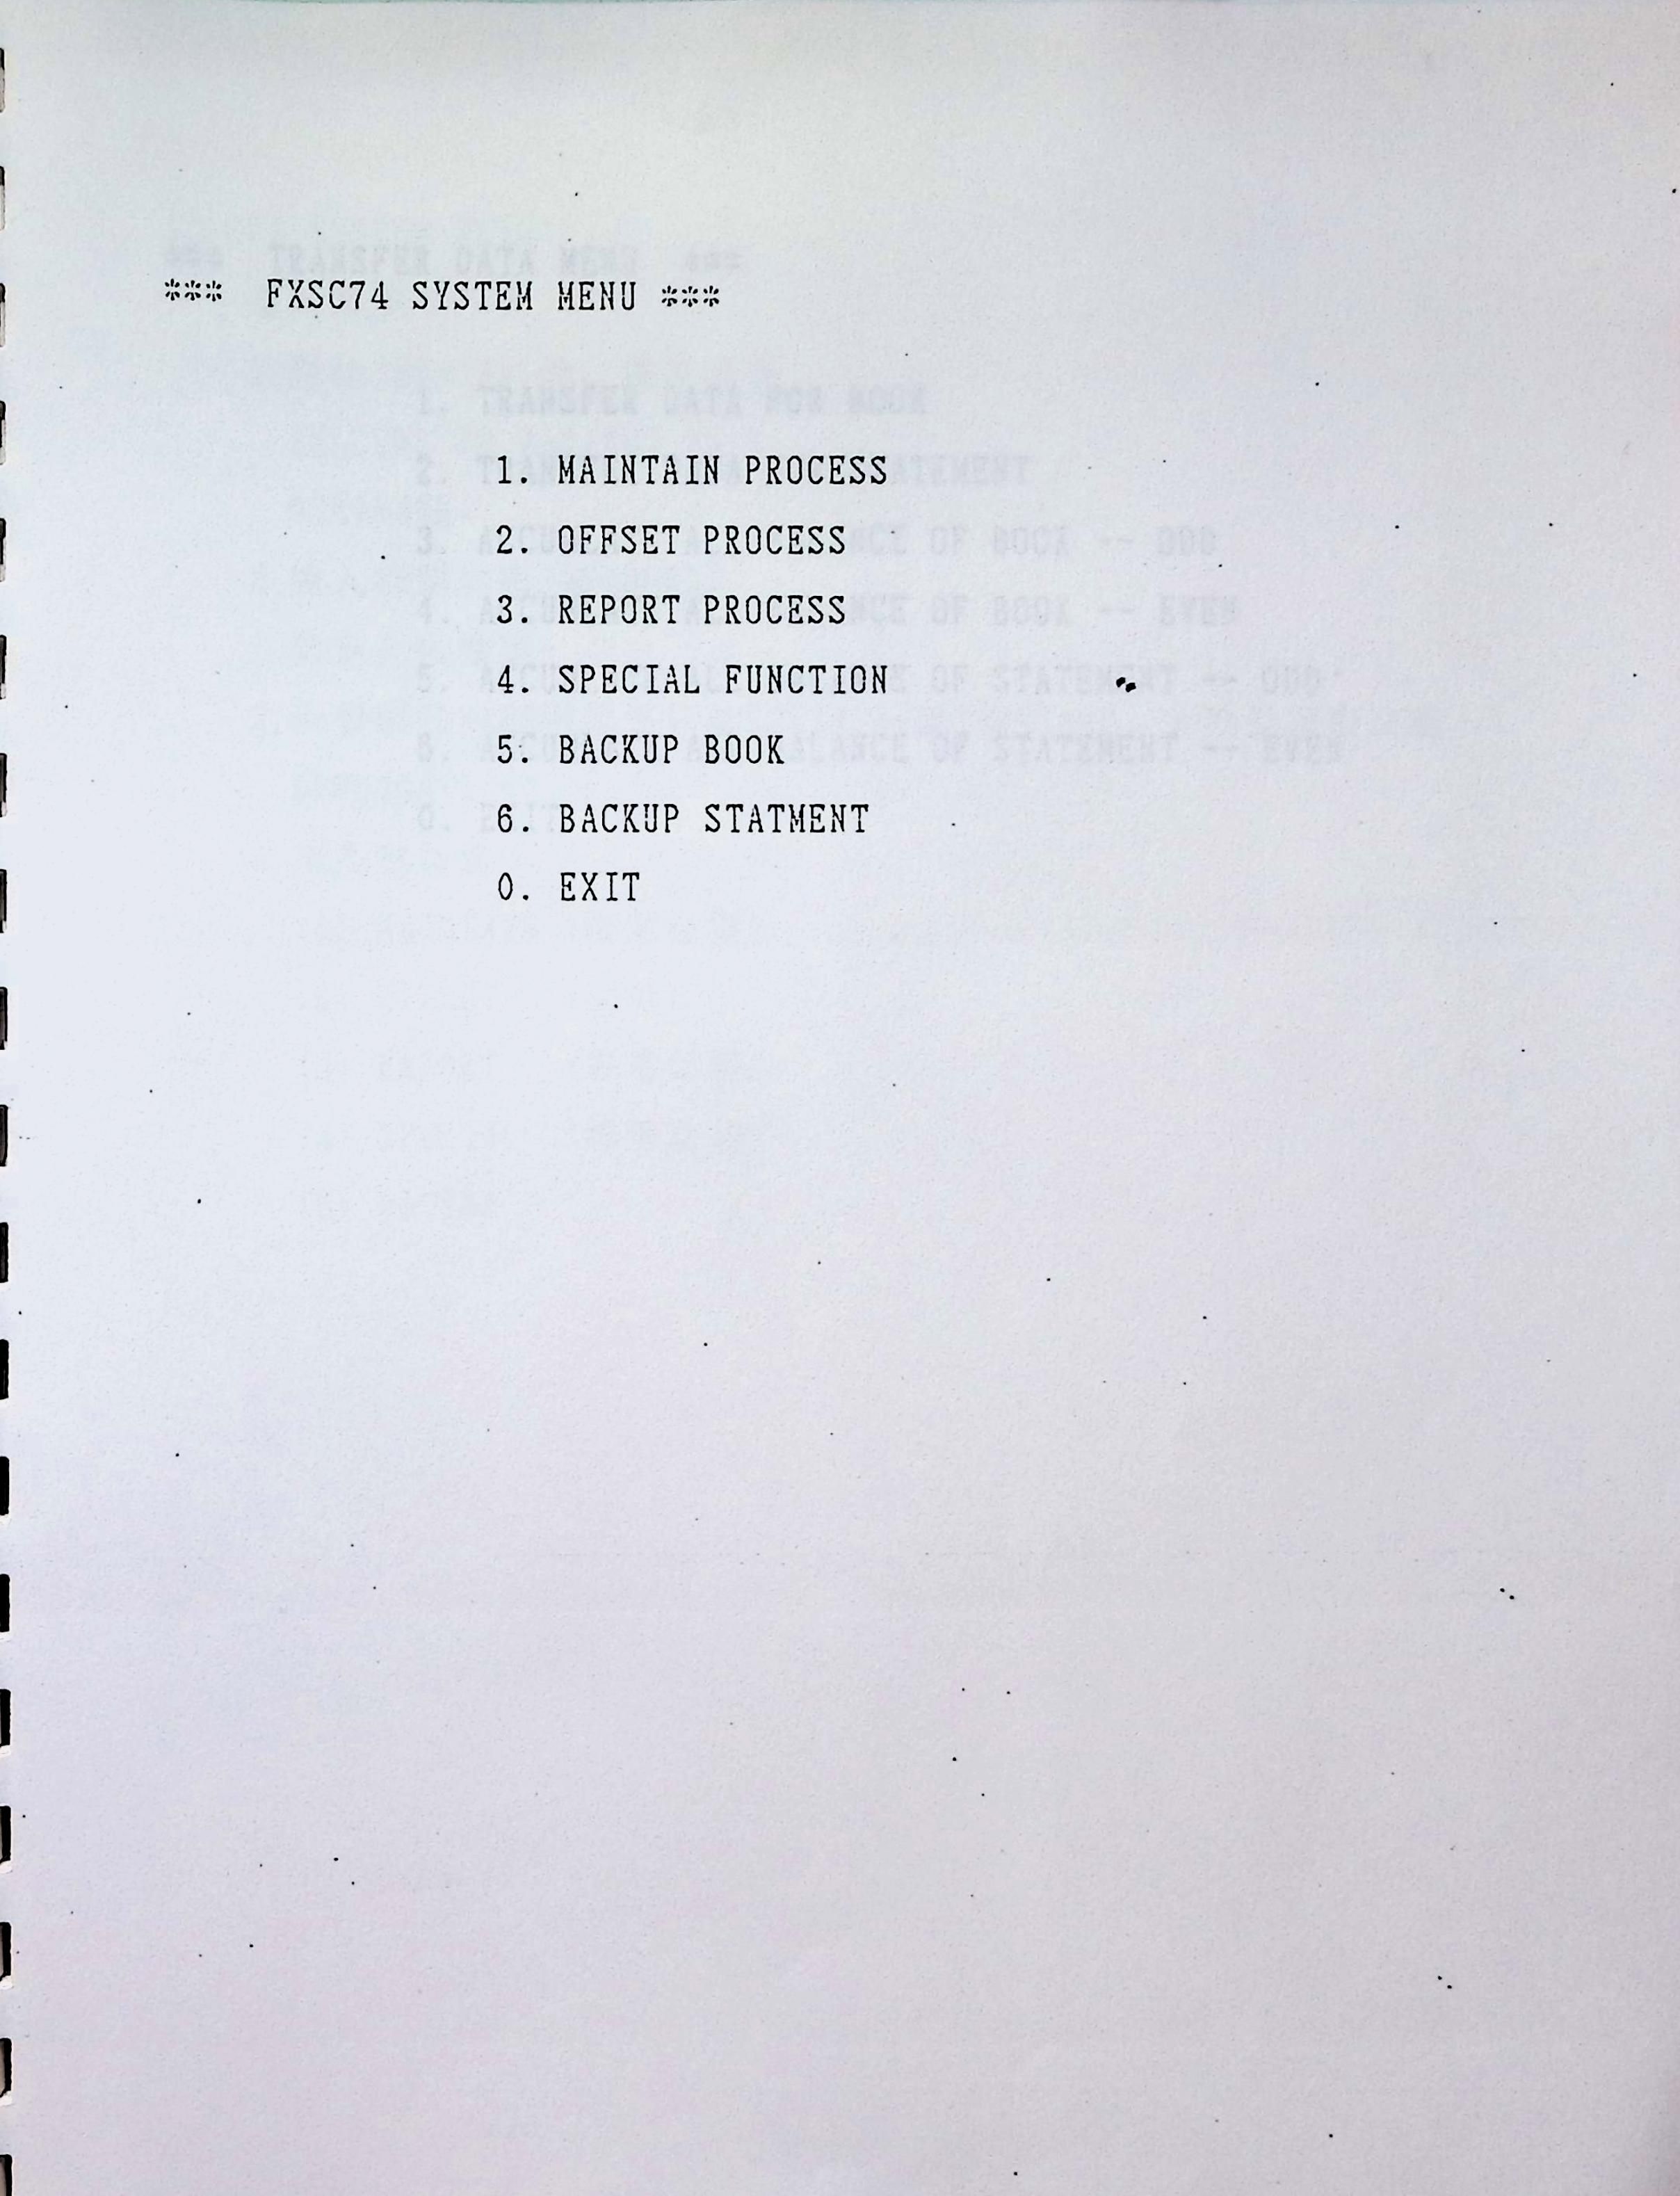 *** FXSC74 SYSTEM MENU ***
1. MAINTAIN PROCESS
2. OFFSET PROCESS
3. REPORT PROCESS
4. SPECIAL FUNCTION
5. BACKUP BOOK
6. BACKUP STATMENT
0. EXIT